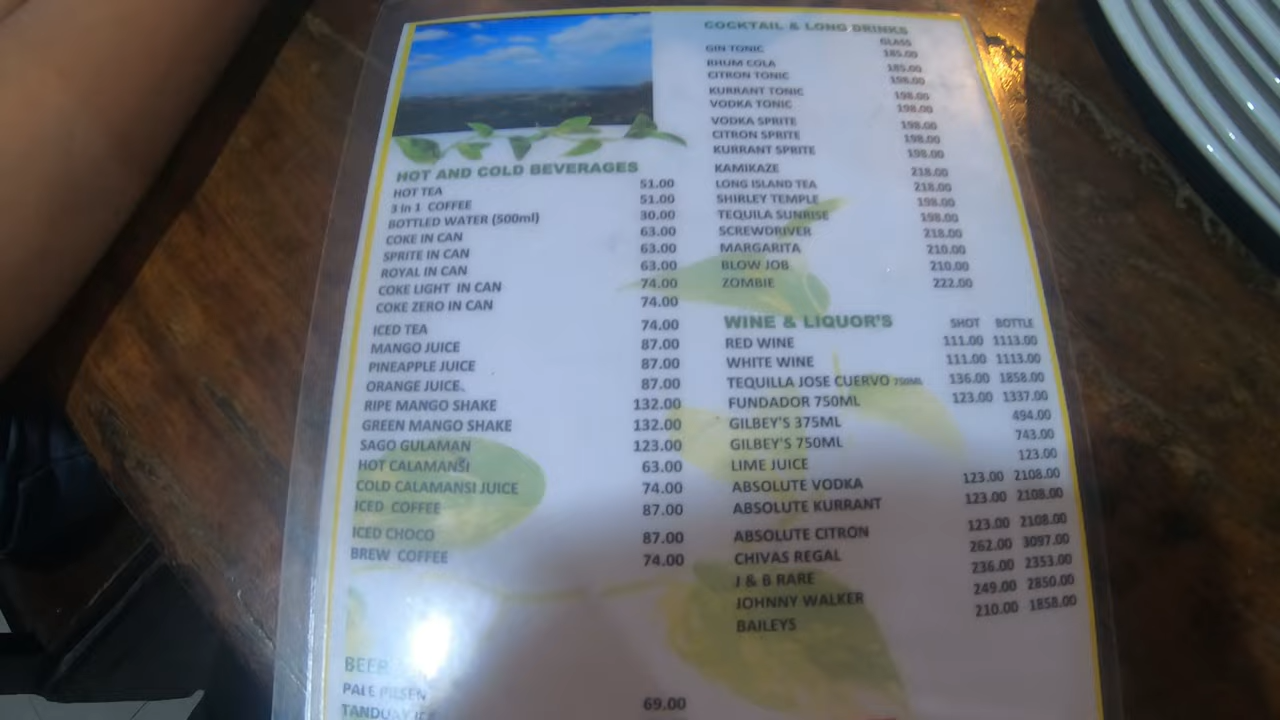 HOT AND COLD BEVERAGES
HOT TEA 51.00
3 in 1 COFFEE 51.00
BOTTLED WATER (500ml) 30.00
COKE IN CAN 63.00
SPRITE IN CAN 63.00
ROYAL IN CAN 63.00
COKE LIGHT IN CAN 74.00
COKE ZERO IN CAN 74.00
ICED TEA 74.00
MANGO JUICE 87.00
PINEAPPLE JUICE 87.00
ORANGE JUICE 87.00
RIPE MANGO SHAKE 132.00
GREEN MANGO SHAKE 132.00
SAGO GULAMAN 123.00
HOT CALAMANSI 63.00
COLD CALAMANSI JUICE 74.00
ICED COFFEE 87.00
ICED CHOCO 87.00
BREW COFFEE 74.00
BEER
PALE PILSEN 69.00
TANDUAY ICE
COCKTAIL & LONG DRINKS
GLASS
GIN TONIC 185.00
RHUM COLA 185.00
CITRON TONIC 198.00
KURRANT TONIC 198.00
VODKA TONIC 198.00
VODKA SPRITE 198.00
CITRON SPRITE 198.00
KURRANT SPRITE 198.00
KAMIKAZE 218.00
LONG ISLAND TEA 218.00
SHIRLEY TEMPLE 198.00
TEQUILA SUNRISE 198.00
SCREWDRIVER 218.00
MARGARITA 210.00
BLOW JOB 210.00
ZOMBIE 222.00
WINE & LIQUOR'S SHOT BOTTLE
RED WINE 111.00 1113.00
WHITE WINE 111.00 1113.00
TEQUILLA JOSE CUERVO 750ML 136.00 1858.00
FUNDADOR 750ML 123.00 1337.00
GILBEY'S 375ML 494.00
GILBEY'S 750ML 743.00
LIME JUICE 123.00
ABSOLUTE VODKA 123.00 2108.00
ABSOLUTE KURRANT 123.00 2108.00
ABSOLUTE CITRON 123.00 2108.00
CHIVAS REGAL 262.00 3097.00
J & B RARE 236.00 2353.00
JOHNNY WALKER 249.00 2850.00
BAILEYS 210.00 1858.00